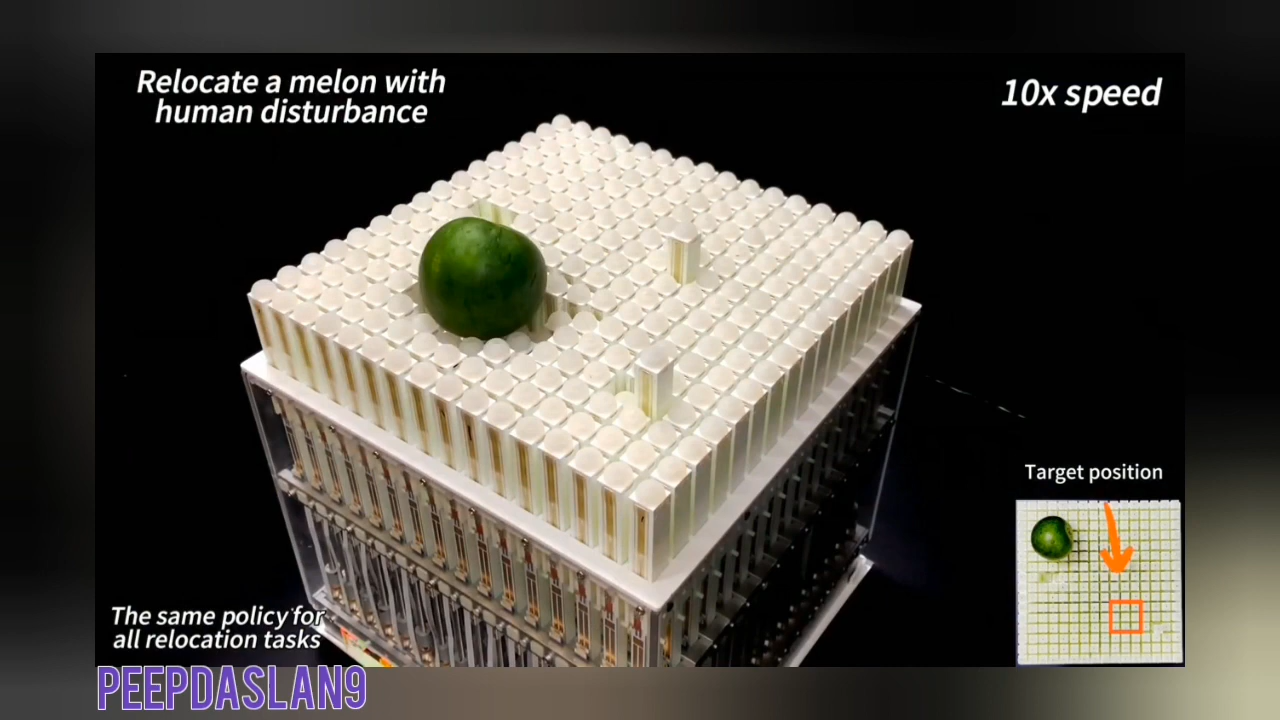 Relocate a melon with
human disturbance
10x speed
Target position
The same policy for
all relocation tasks
PEEPDASLAN9